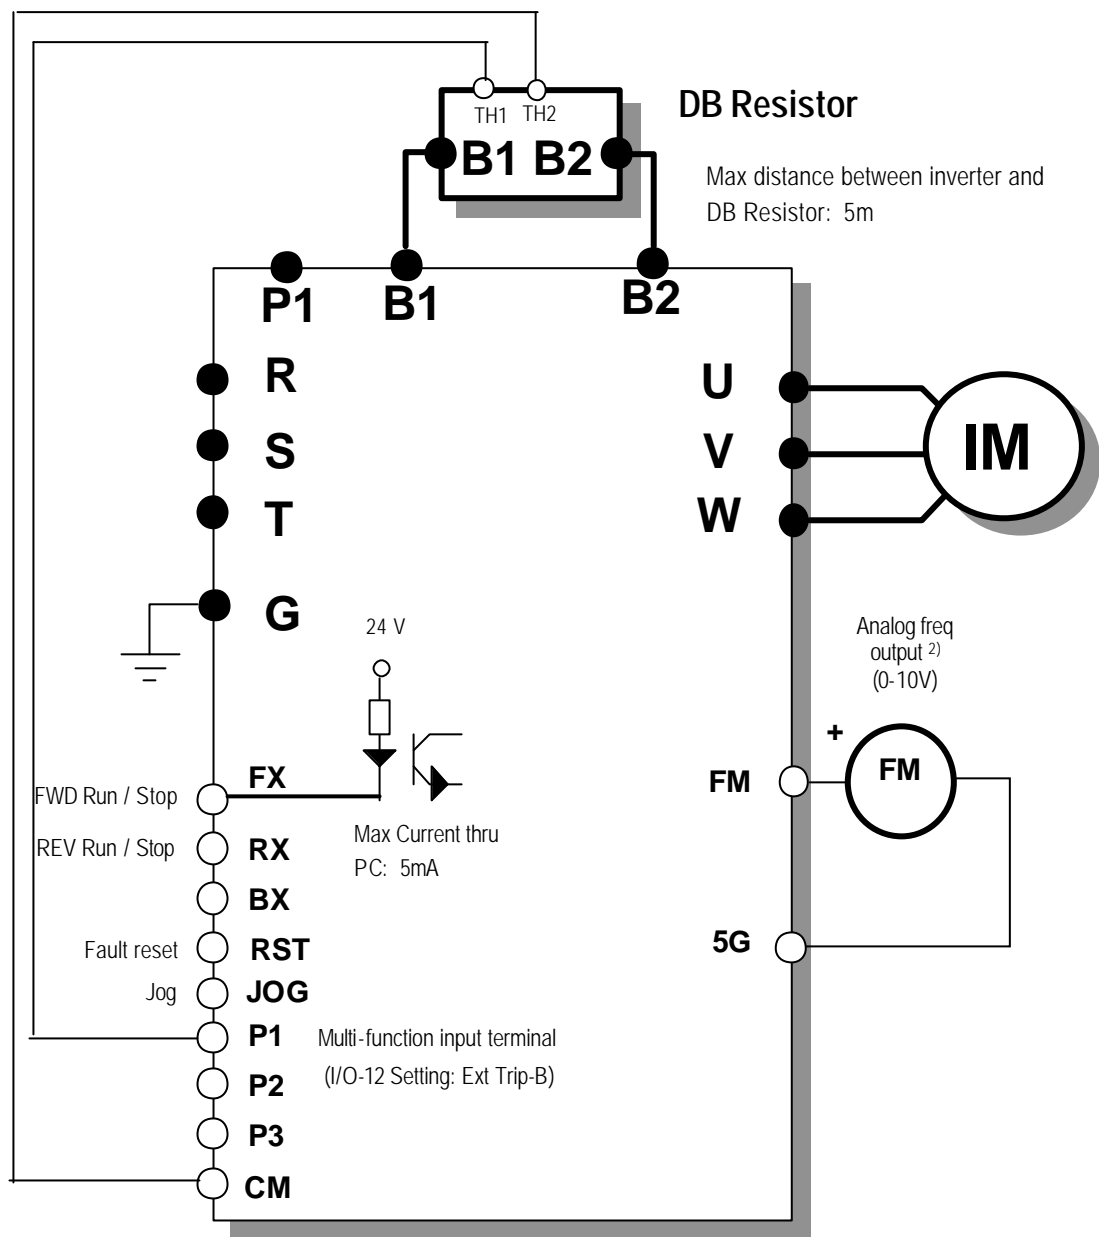 TH1 TH2
DB Resistor
B1 B2
Max distance between inverter and
DB Resistor: 5m
P1 B1 B2
R
S
T
G
U
V
W
IM
24 V
Analog freq
output 2)
(0-10V)
+
FM
FM
5G
FWD Run / Stop FX
REV Run / Stop RX
Max Current thru
PC: 5mA
BX
Fault reset RST
Jog JOG
P1 Multi-function input terminal
(I/O-12 Setting: Ext Trip-B)
P2
P3
CM